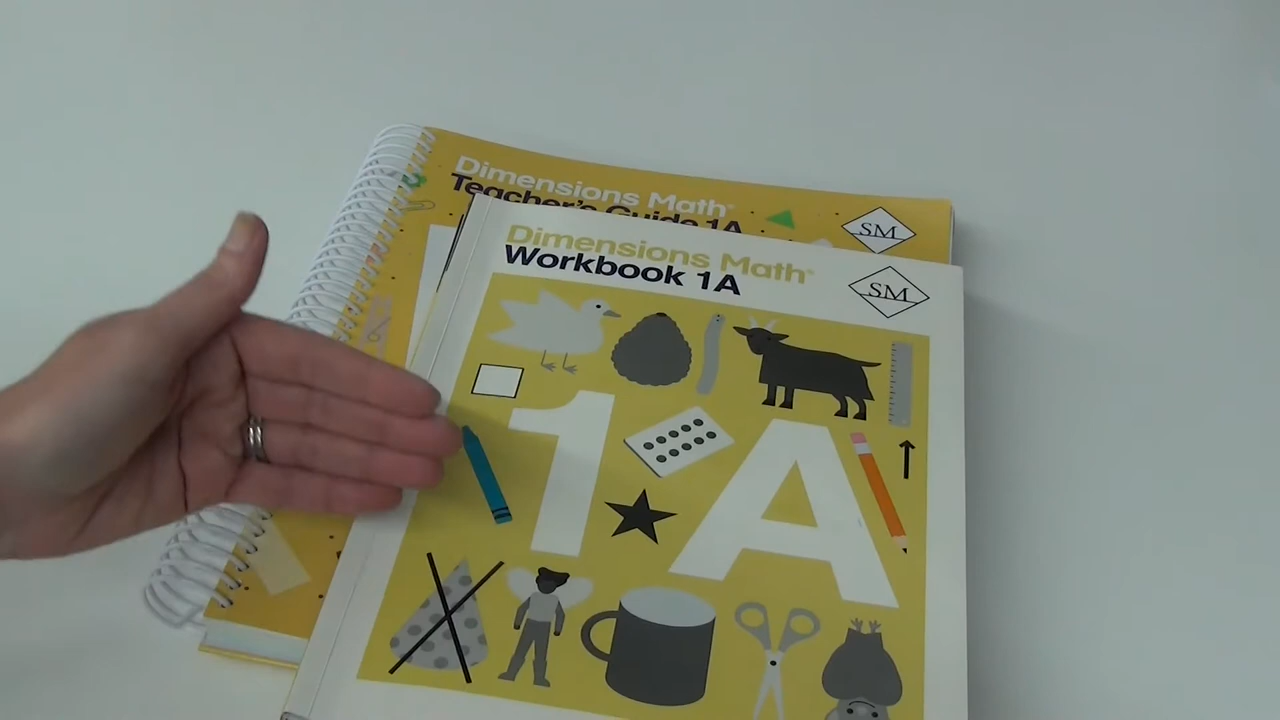 Dimensions Math®
Teacher's Guide 1A
SM
Dimensions Math®
Workbook 1A
SM
1A